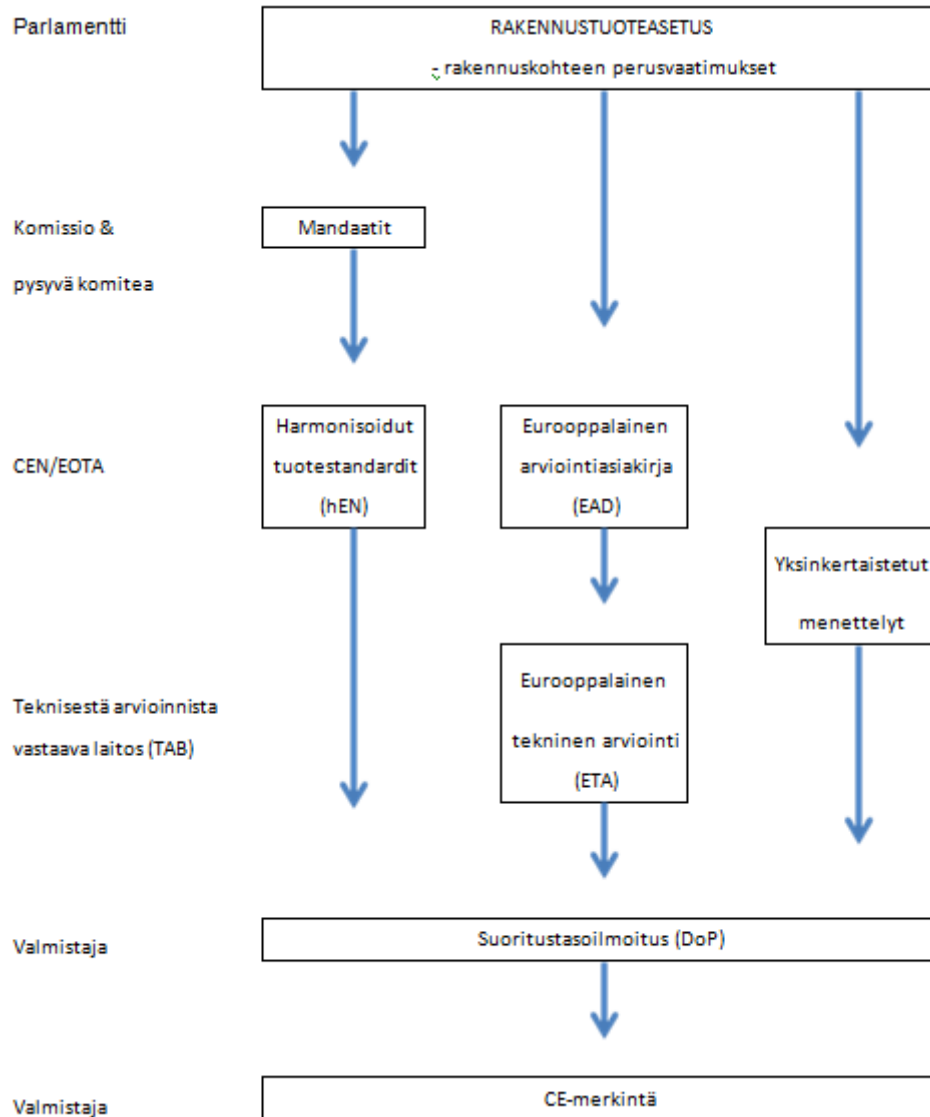 Parlamentti
RAKENNUSTUOTEASETUS
- rakennuskohteen perusvaatimukset
Komissio &
pysyvä komitea
Mandaatit
CEN/EOTA
Harmonisoidut
tuotestandardit
(hEN)
Eurooppalainen
arviointiasiakirja
(EAD)
Yksinkertaistetut
menettelyt
Teknisestä arvioinnista
vastaava laitos (TAB)
Eurooppalainen
tekninen arviointi
(ETA)
Valmistaja
Suoritustasoilmoitus (DoP)
Valmistaja
CE-merkintä